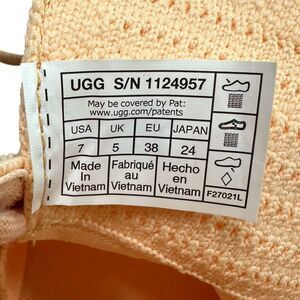 UGG S/N 1124957
May be covered by Pat:
www.ugg.com/patents
USA UK EU JAPAN
7 5 38 24
Made in Vietnam
Fabriqué au Vietnam
Hecho en Vietnam
F27021L